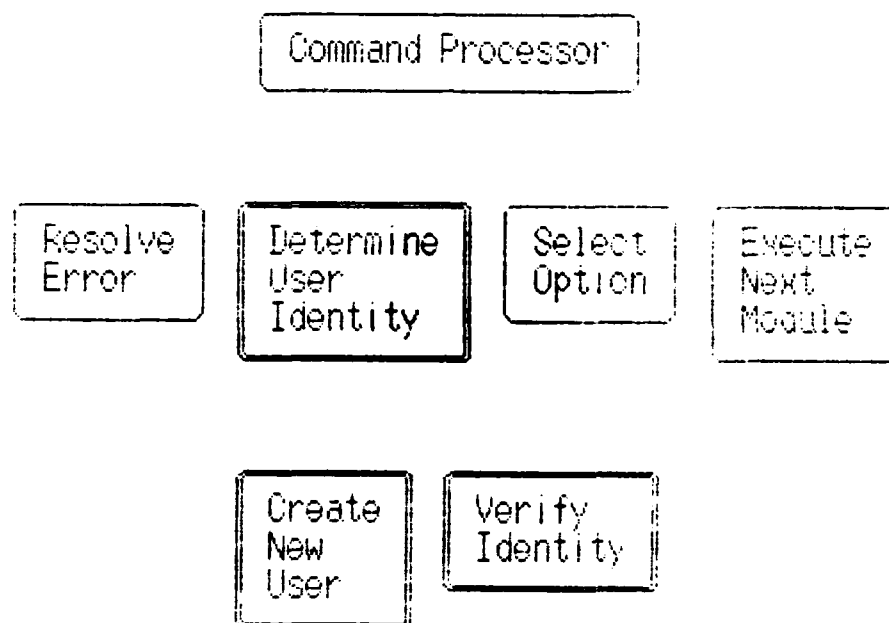 Command Processor
Resolve
Error
Determine
User
Identity
Select
Option
Execute
Next
Module
Create
New
User
Verify
Identity